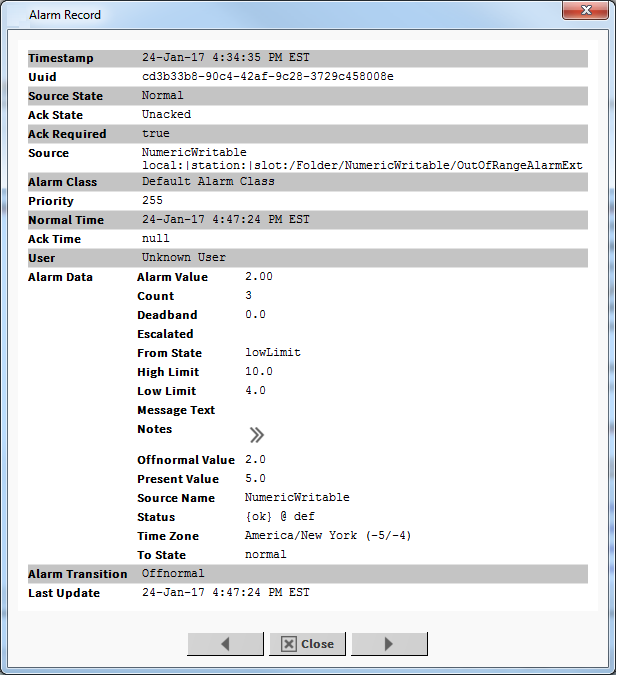 Alarm Record
Timestamp 24-Jan-17 4:34:35 PM EST
Uuid cd3b33b8-90c4-42af-9c28-3729c458008e
Source State Normal
Ack State Unacked
Ack Required true
Source NumericWritable
local:|station:|slot:/Folder/NumericWritable/OutOfRangeAlarmExt
Alarm Class Default Alarm Class
Priority 255
Normal Time 24-Jan-17 4:47:24 PM EST
Ack Time null
User Unknown User
Alarm Data Alarm Value 2.00
Count 3
Deadband 0.0
Escalated
From State lowLimit
High Limit 10.0
Low Limit 4.0
Message Text
Notes
Offnormal Value 2.0
Present Value 5.0
Source Name NumericWritable
Status {ok} @ def
Time Zone America/New York (-5/-4)
To State normal
Alarm Transition Offnormal
Last Update 24-Jan-17 4:47:24 PM EST
Close